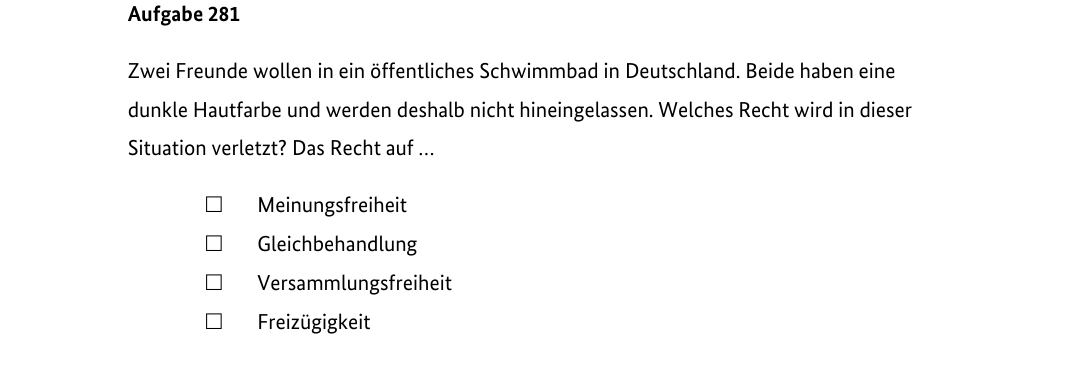 Aufgabe 281
Zwei Freunde wollen in ein öffentliches Schwimmbad in Deutschland. Beide haben eine
dunkle Hautfarbe und werden deshalb nicht hineingelassen. Welches Recht wird in dieser
Situation verletzt? Das Recht auf …
☐ Meinungsfreiheit
☐ Gleichbehandlung
☐ Versammlungsfreiheit
☐ Freizügigkeit